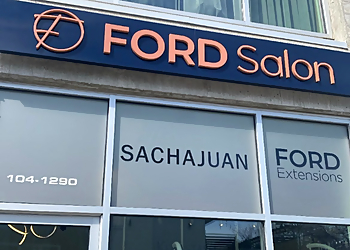 FORD Salon
SACHAJUAN
FORD
Extensions
104-1290